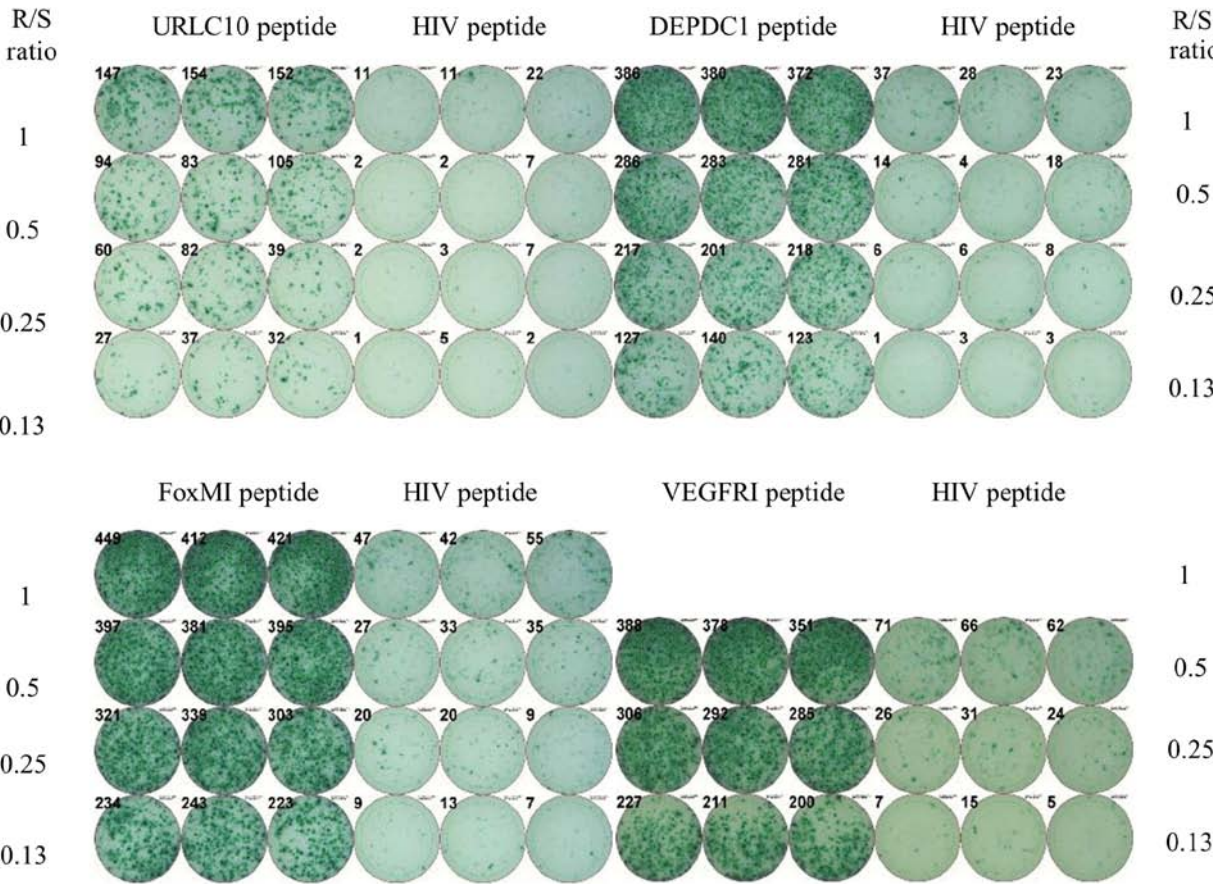 R/S ratio URLC10 peptide HIV peptide DEPDC1 peptide HIV peptide R/S ratio
1 147 154 152 11 11 22 386 380 372 37 28 23 1
0.5 94 83 105 2 2 7 286 283 281 14 4 18 0.5
0.25 60 82 39 2 3 7 217 201 218 6 6 8 0.25
0.13 27 37 32 1 5 2 127 140 123 1 3 3 0.13
FoxMI peptide HIV peptide VEGFRI peptide HIV peptide
1 449 412 421 47 42 55 1
0.5 397 381 395 27 33 35 388 378 351 71 66 62 0.5
0.25 321 339 303 20 20 9 306 292 285 26 31 24 0.25
0.13 234 243 223 9 13 7 227 211 200 7 15 5 0.13